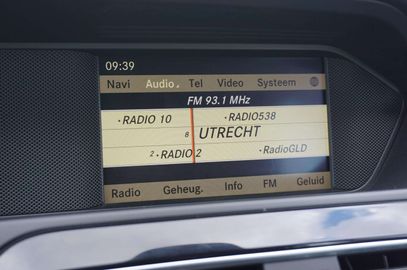 09:39
Navi Audio Tel Video Systeem
FM 93.1 MHz
RADIO 10 RADIO538
8 UTRECHT
2 RADIO 2 RadioGLD
Radio Geheug. Info FM Geluid